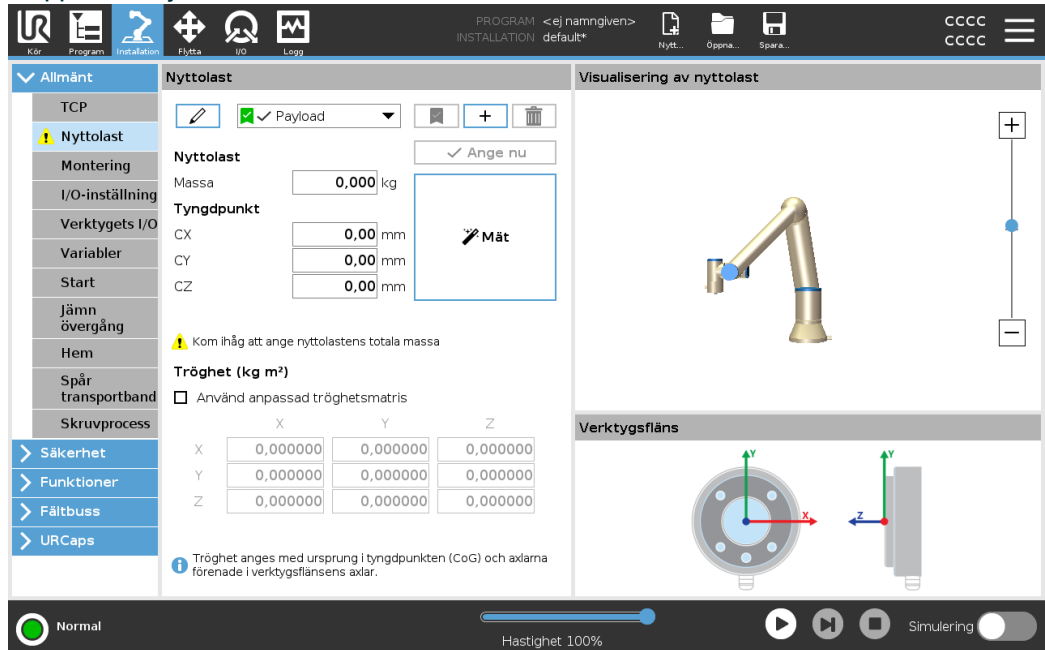 UR
PROGRAM <ej namngiven>
INSTALLATION default*
CCCC
CCCC
Kör Program Installation Flytta I/O Logg
Nytt... Öppna... Spara...
Allmänt
TCP
Nyttolast
Montering
I/O-inställning
Verktygets I/O
Variabler
Start
Jämn
övergång
Hem
Spår
transportband
Skruvprocess
Säkerhet
Funktioner
Fältbuss
URCaps
Nyttolast
Payload
+
Ange nu
Nyttolast
Massa 0,000 kg
Tyngdpunkt
CX 0,00 mm
CY 0,00 mm
CZ 0,00 mm
Mät
Kom ihåg att ange nyttolastens totala massa
Tröghet (kg m²)
Använd anpassad tröghetsmatris
X Y Z
X 0,000000 0,000000 0,000000
Y 0,000000 0,000000 0,000000
Z 0,000000 0,000000 0,000000
Tröghet anges med ursprung i tyngdpunkten (CoG) och axlarna
förenade i verktygsflänsens axlar.
Visualisering av nyttolast
+
−
Verktygsfläns
Y
X
Y
Z
Normal
Hastighet 100%
Simulering